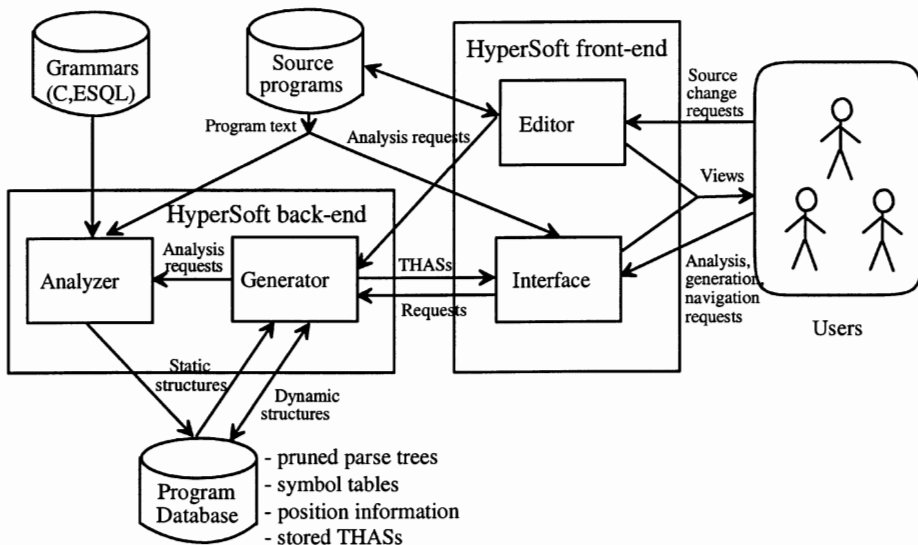 Grammars
(C,ESQL)
Source
programs
HyperSoft front-end
Program text
Analysis requests
Editor
Source
change
requests
Views
HyperSoft back-end
Analyzer
Analysis
requests
Generator
THASs
Requests
Interface
Analysis,
generation,
navigation
requests
Users
Static
structures
Dynamic
structures
Program
Database
- pruned parse trees
- symbol tables
- position information
- stored THASs